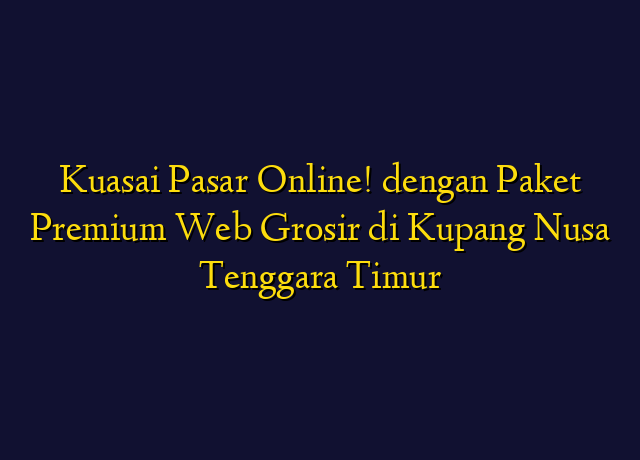 Kuasai Pasar Online! dengan Paket
Premium Web Grosir di Kupang Nusa
Tenggara Timur